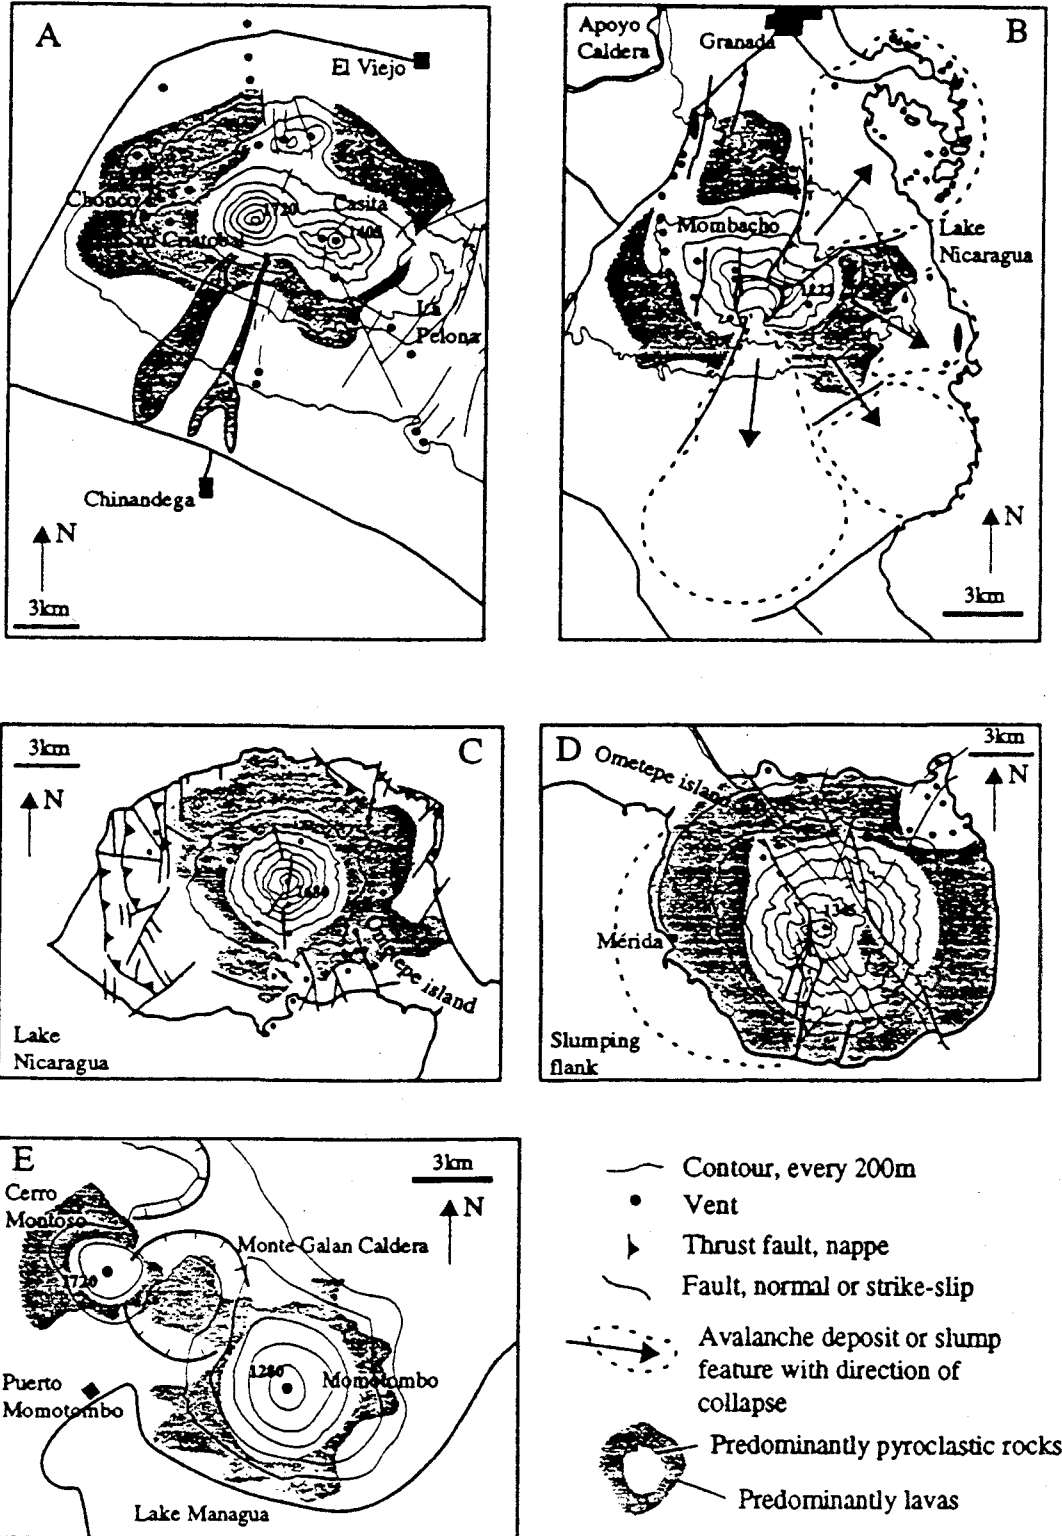 A
El Viejo
Chonco
1720
Casita
1405
San Cristobal
La
Pelona
Chinandega
N
3km
B
Apoyo
Caldera
Granada
Mombacho
Lake
Nicaragua
N
3km
C
3km
N
Ometepe island
Lake
Nicaragua
D
3km
N
Ometepe island
Mérida
Slumping
flank
E
3km
N
Cerro
Montoso
1720
Monte Galan Caldera
1280
Momotombo
Puerto
Momotombo
Lake Managua
Contour, every 200m
Vent
Thrust fault, nappe
Fault, normal or strike-slip
Avalanche deposit or slump
feature with direction of
collapse
Predominantly pyroclastic rocks
Predominantly lavas